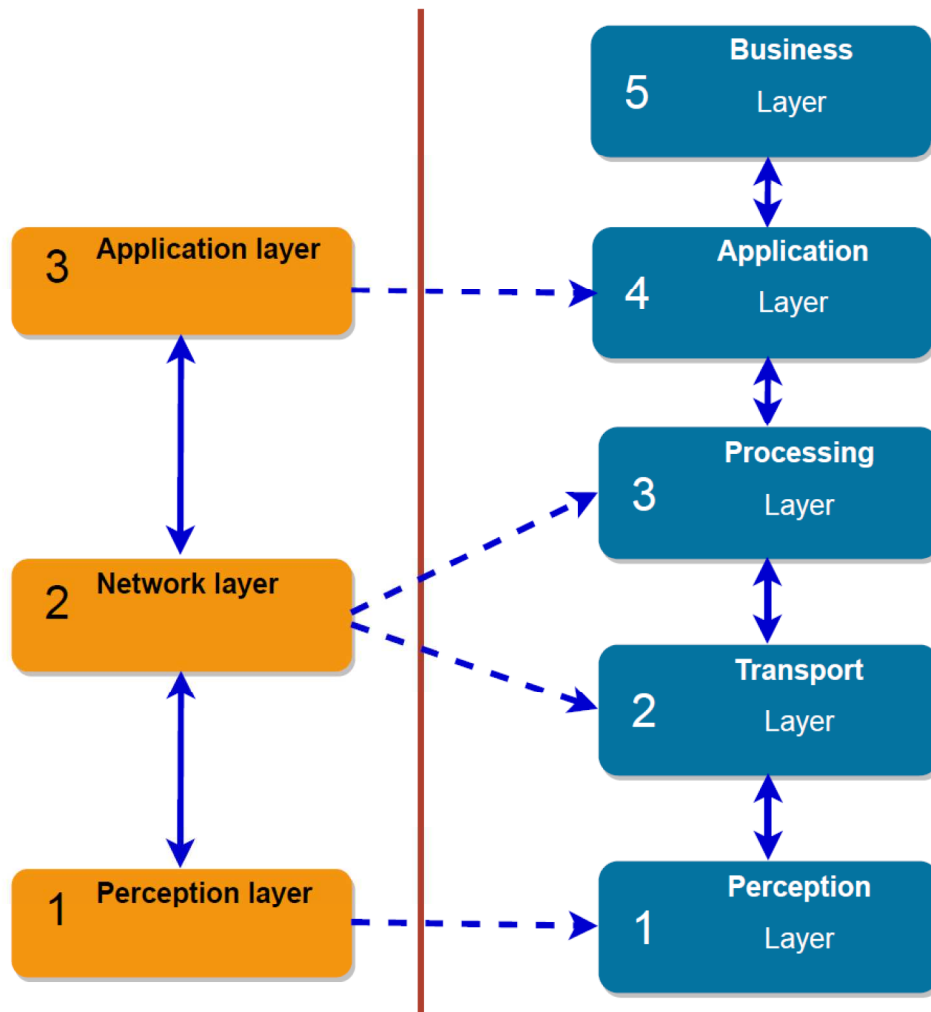 3 Application layer
2 Network layer
1 Perception layer
5 Business
Layer
4 Application
Layer
3 Processing
Layer
2 Transport
Layer
1 Perception
Layer